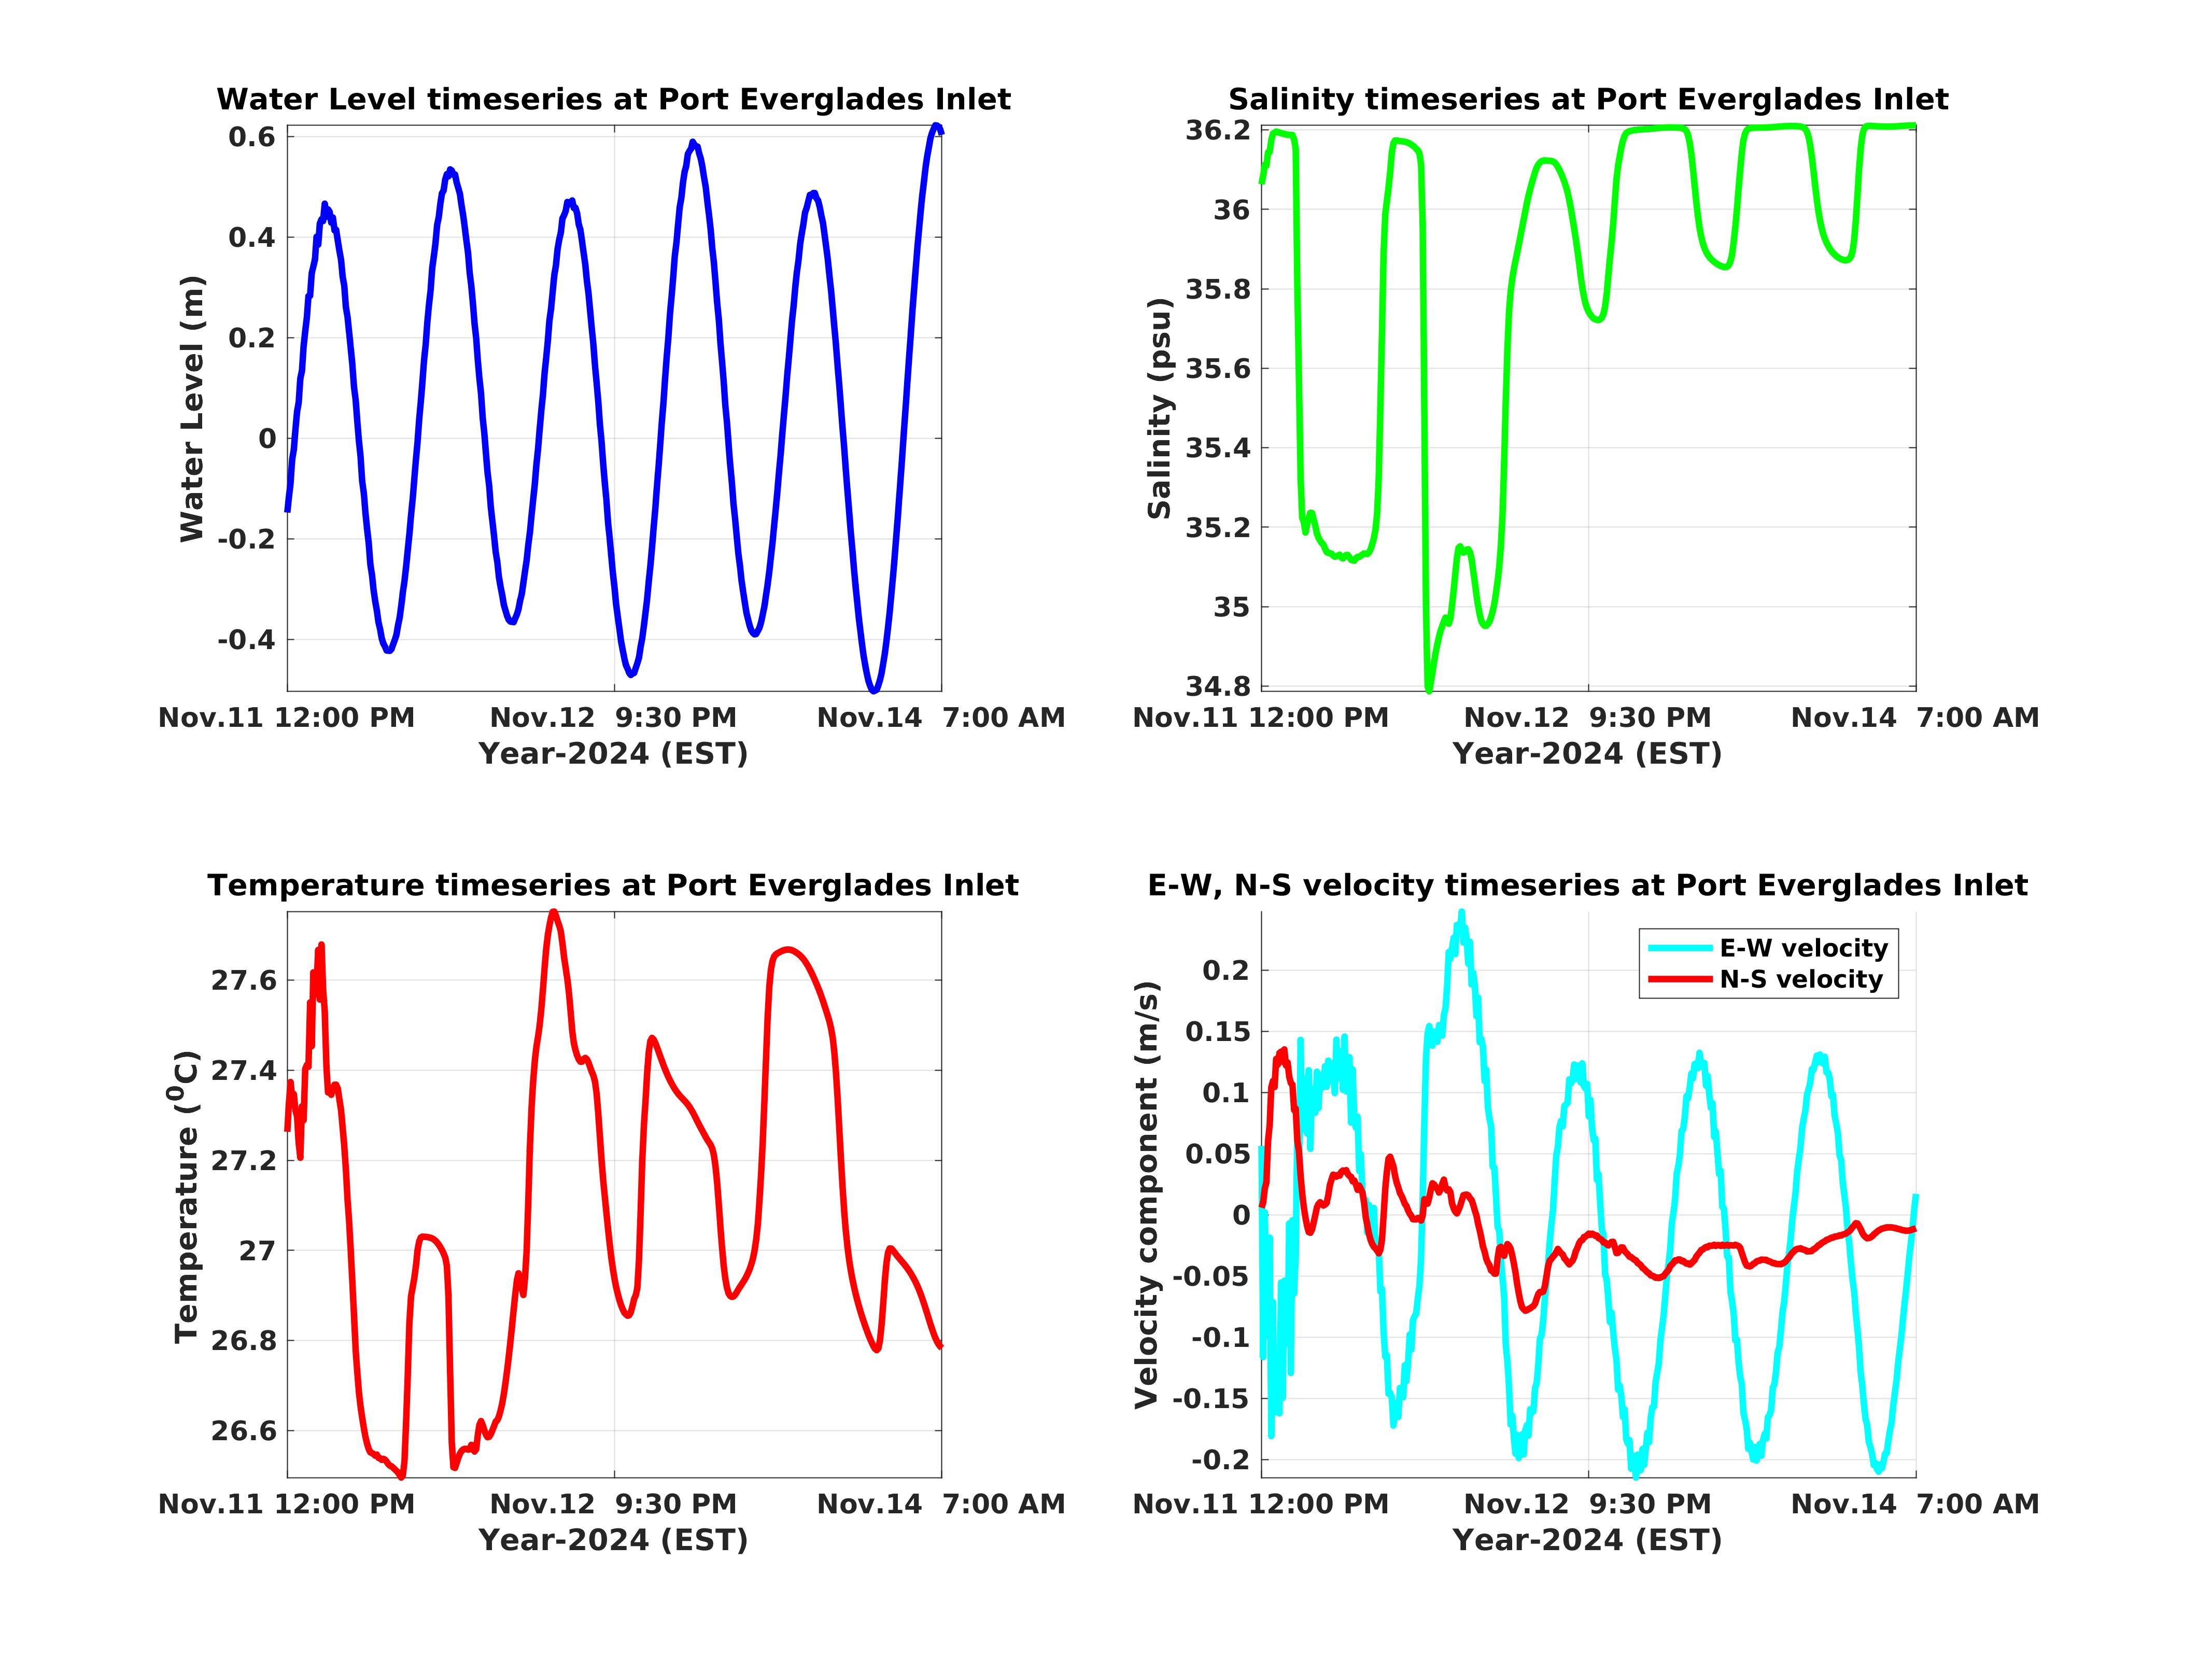 Water Level timeseries at Port Everglades Inlet
Water Level (m)
0.6
0.4
0.2
0
-0.2
-0.4
Nov.11 12:00 PM Nov.12 9:30 PM Nov.14 7:00 AM
Year-2024 (EST)
Salinity timeseries at Port Everglades Inlet
Salinity (psu)
36.2
36
35.8
35.6
35.4
35.2
35
34.8
Nov.11 12:00 PM Nov.12 9:30 PM Nov.14 7:00 AM
Year-2024 (EST)
Temperature timeseries at Port Everglades Inlet
Temperature (⁰C)
27.6
27.4
27.2
27
26.8
26.6
Nov.11 12:00 PM Nov.12 9:30 PM Nov.14 7:00 AM
Year-2024 (EST)
E-W, N-S velocity timeseries at Port Everglades Inlet
Velocity component (m/s)
0.2
0.15
0.1
0.05
0
-0.05
-0.1
-0.15
-0.2
E-W velocity
N-S velocity
Nov.11 12:00 PM Nov.12 9:30 PM Nov.14 7:00 AM
Year-2024 (EST)